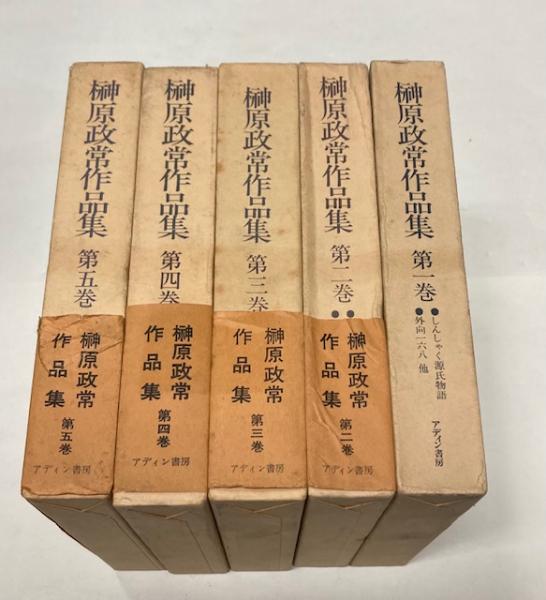 榊原政常作品集 第一巻
●しんしゃく源氏物語
●外向一六八 他
アディン書房
榊原政常作品集 第二巻
榊原政常
作品集
第二巻
アディン書房
榊原政常作品集 第三巻
榊原政常
作品集
第三巻
アディン書房
榊原政常作品集 第四巻
榊原政常
作品集
第四巻
アディン書房
榊原政常作品集 第五巻
榊原政常
作品集
第五巻
アディン書房